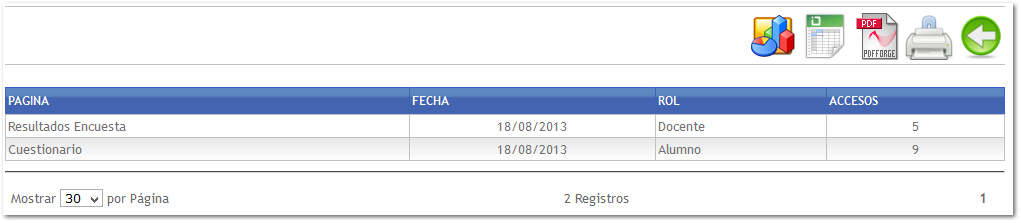 PDF
PDFFORGE
PAGINA FECHA ROL ACCESOS
Resultados Encuesta 18/08/2013 Docente 5
Cuestionario 18/08/2013 Alumno 9
Mostrar 30 por Página 2 Registros 1